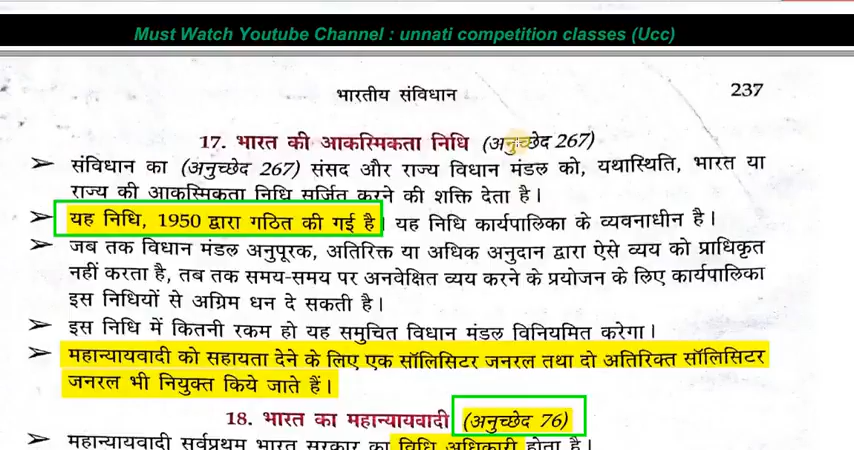 Must Watch Youtube Channel : unnati competition classes (Ucc)
भारतीय संविधान 237
17. भारत की आकस्मिकता निधि (अनुच्छेद 267)
➢ संविधान का (अनुच्छेद 267) संसद और राज्य विधान मंडल को, यथास्थिति, भारत या
राज्य की आकस्मिकता निधि सर्जित करने की शक्ति देता है।
➢ यह निधि, 1950 द्वारा गठित की गई है। यह निधि कार्यपालिका के व्यवनाधीन है।
➢ जब तक विधान मंडल अनुपूरक, अतिरिक्त या अधिक अनुदान द्वारा ऐसे व्यय को प्राधिकृत
नहीं करता है, तब तक समय-समय पर अनवेक्षित व्यय करने के प्रयोजन के लिए कार्यपालिका
इस निधियों से अग्रिम धन दे सकती है।
➢ इस निधि में कितनी रकम हो यह समुचित विधान मंडल विनियमित करेगा।
➢ महान्यायवादी को सहायता देने के लिए एक सॉलिसिटर जनरल तथा दो अतिरिक्त सॉलिसिटर
जनरल भी नियुक्त किये जाते हैं।
18. भारत का महान्यायवादी (अनुच्छेद 76)
➢ महान्यायवादी सर्वप्रथम भारत सरकार का विधि अधिकारी होता है।